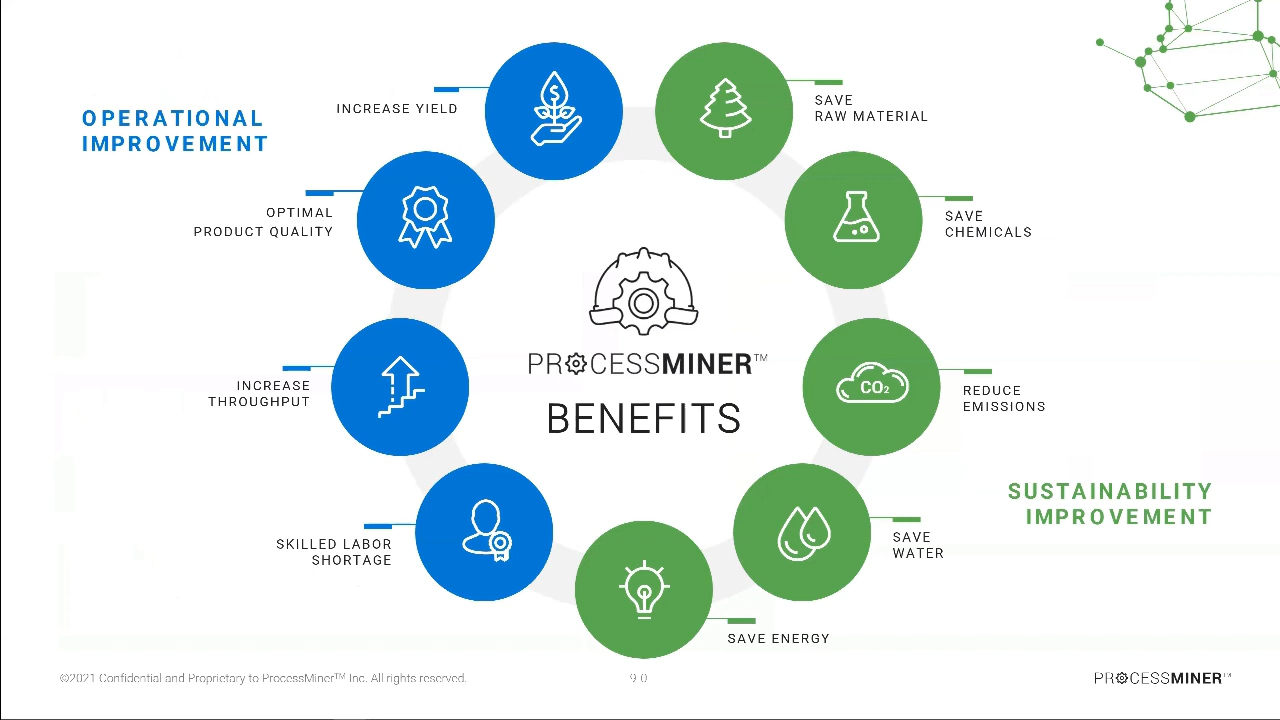 OPERATIONAL
IMPROVEMENT
INCREASE YIELD
$
SAVE
RAW MATERIAL
OPTIMAL
PRODUCT QUALITY
SAVE
CHEMICALS
PROCESSMINER™
BENEFITS
INCREASE
THROUGHPUT
CO₂
REDUCE
EMISSIONS
SUSTAINABILITY
IMPROVEMENT
SKILLED LABOR
SHORTAGE
SAVE
WATER
SAVE ENERGY
©2021 Confidential and Proprietary to ProcessMiner™ Inc. All rights reserved.
9.0
PROCESSMINER™